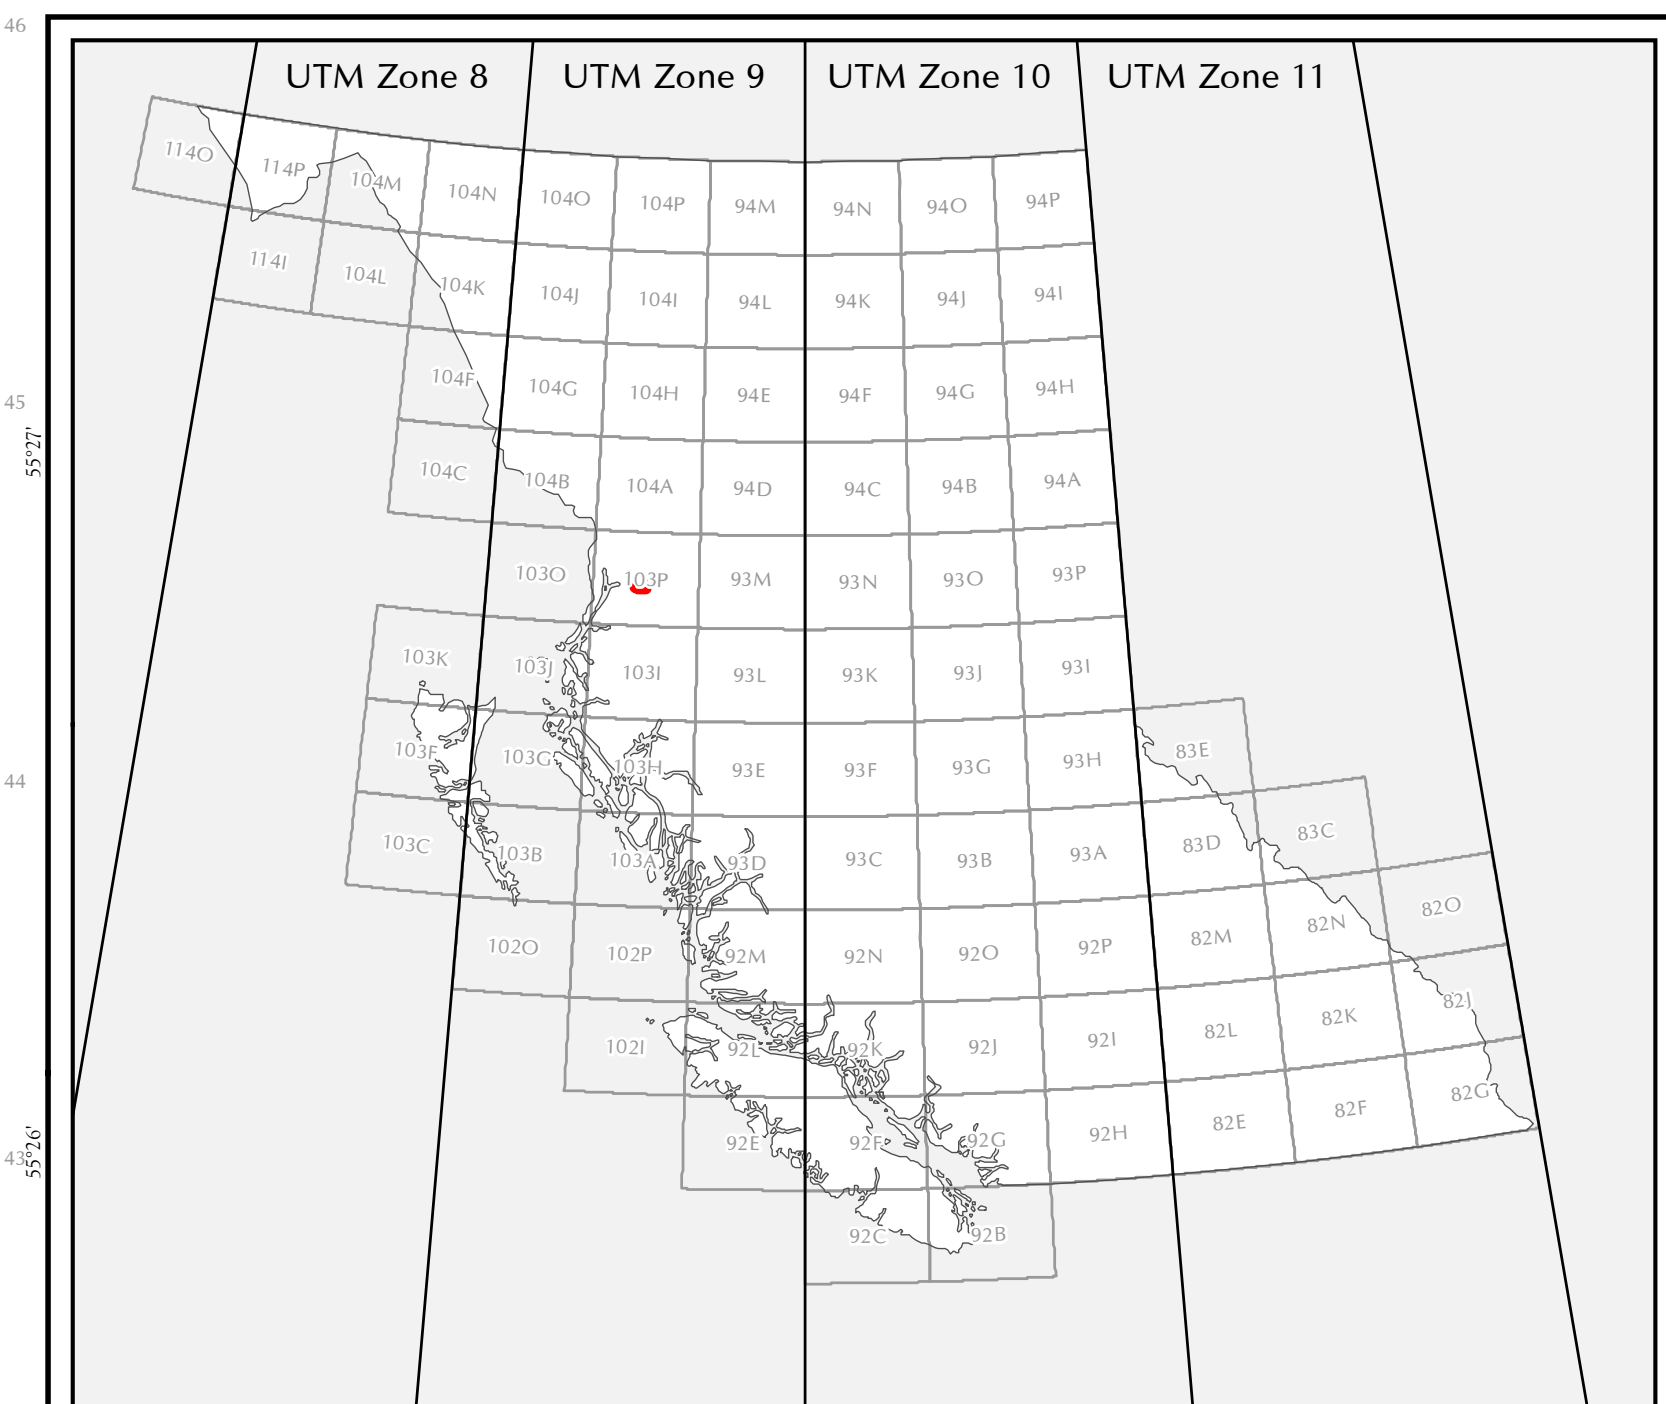 46
UTM Zone 8 UTM Zone 9 UTM Zone 10 UTM Zone 11
114O 114P 104M 104N 104O 104P 94M 94N 94O 94P
114I 104L 104K 104J 104I 94L 94K 94J 94I
104F 104G 104H 94E 94F 94G 94H
45
55°27'
104C 104B 104A 94D 94C 94B 94A
103O 103P 93M 93N 93O 93P
103K 103J 103I 93L 93K 93J 93I
103F 103G 103H 93E 93F 93G 93H 83E
44
103C 103B 103A 93D 93C 93B 93A 83D 83C
102O 102P 92M 92N 92O 92P 82M 82N 82O
102I 92L 92K 92J 92I 82L 82K 82J
92E 92F 92G 92H 82E 82F 82G
43
55°26'
92C 92B